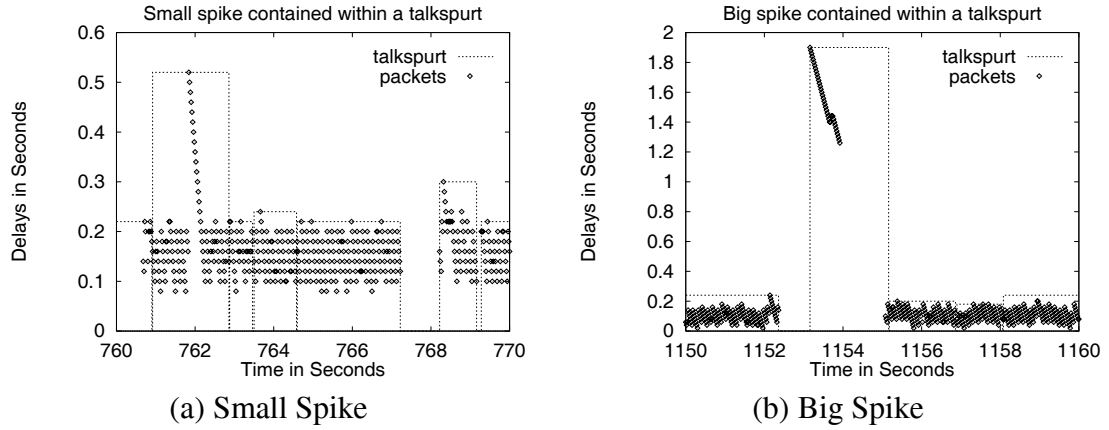 Small spike contained within a talkspurt
0.6
0.5
0.4
0.3
0.2
0.1
0
Delays in Seconds
talkspurt
packets
760 762 764 766 768 770
Time in Seconds
(a) Small Spike
Big spike contained within a talkspurt
2
1.8
1.6
1.4
1.2
1
0.8
0.6
0.4
0.2
0
Delays in Seconds
talkspurt
packets
1150 1152 1154 1156 1158 1160
Time in Seconds
(b) Big Spike